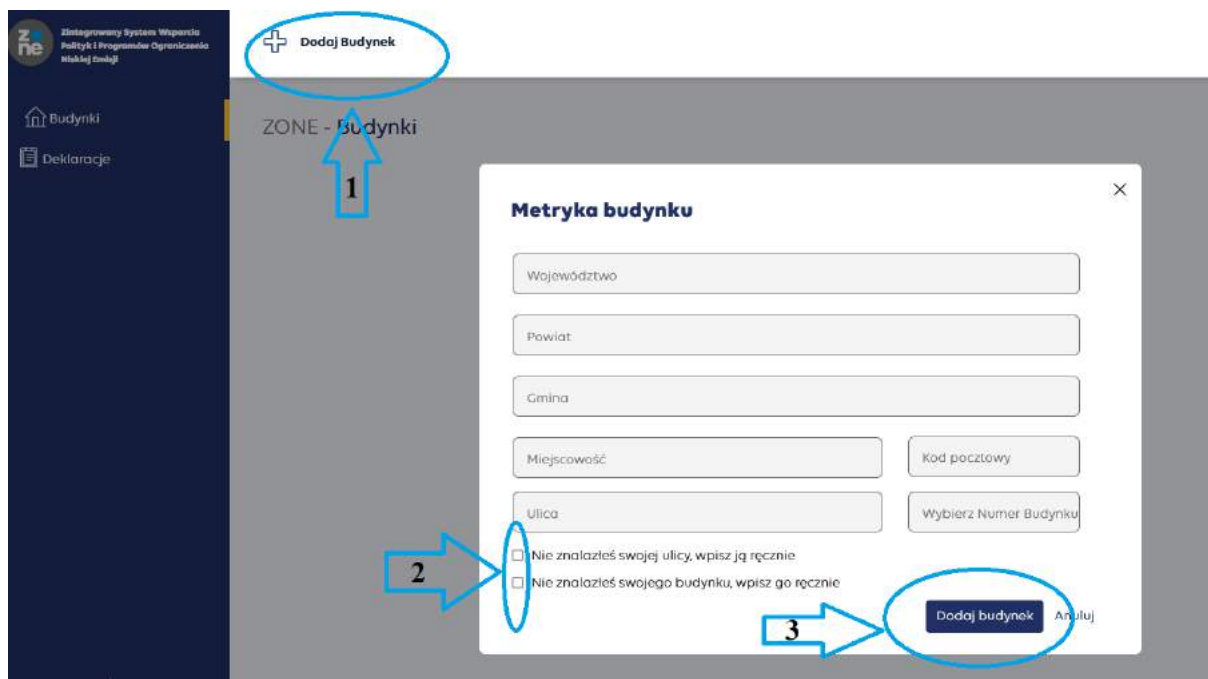 Zintegrowany System Wsparcia
Polityk i Programów Ograniczenia
Niskiej Emisji
zne
Dodaj Budynek
Budynki
Deklaracje
ZONE - Budynki
1
Metryka budynku
Województwo
Powiat
Gmina
Miejscowość
Kod pocztowy
Ulica
Wybierz Numer Budynku
Nie znalazłeś swojej ulicy, wpisz ją ręcznie
2
Nie znalazłeś swojego budynku, wpisz go ręcznie
3
Dodaj budynek
Anuluj